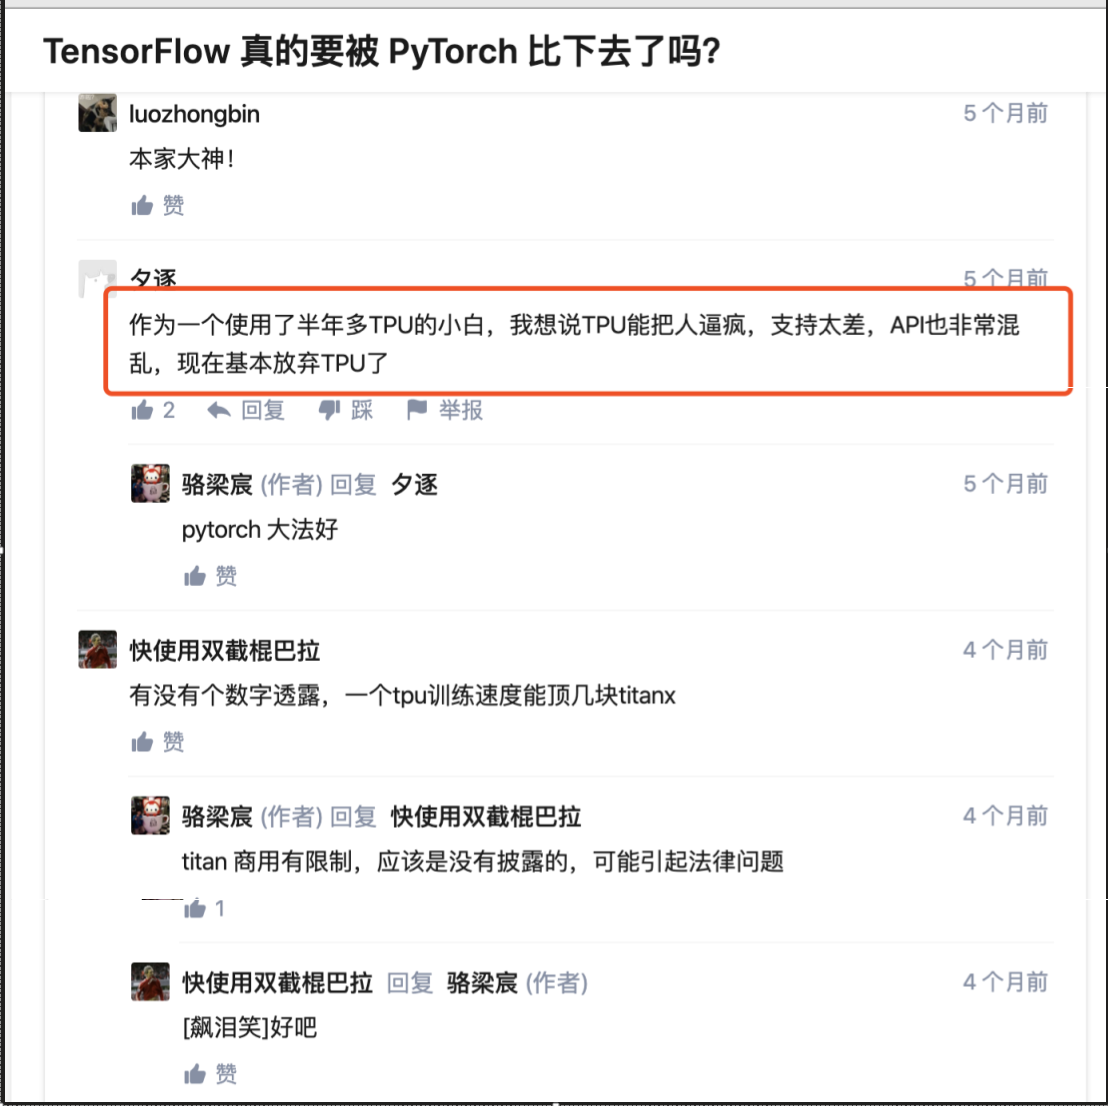 TensorFlow 真的要被 PyTorch 比下去了吗?
luozhongbin 5 个月前
本家大神!
赞
夕逐 5 个月前
作为一个使用了半年多TPU的小白，我想说TPU能把人逼疯，支持太差，API也非常混
乱，现在基本放弃TPU了
2 回复 踩 举报
骆梁宸 (作者) 回复 夕逐 5 个月前
pytorch 大法好
赞
快使用双截棍巴拉 4 个月前
有没有个数字透露，一个tpu训练速度能顶几块titanx
赞
骆梁宸 (作者) 回复 快使用双截棍巴拉 4 个月前
titan 商用有限制，应该是没有披露的，可能引起法律问题
1
快使用双截棍巴拉 回复 骆梁宸 (作者) 4 个月前
[飙泪笑]好吧
赞